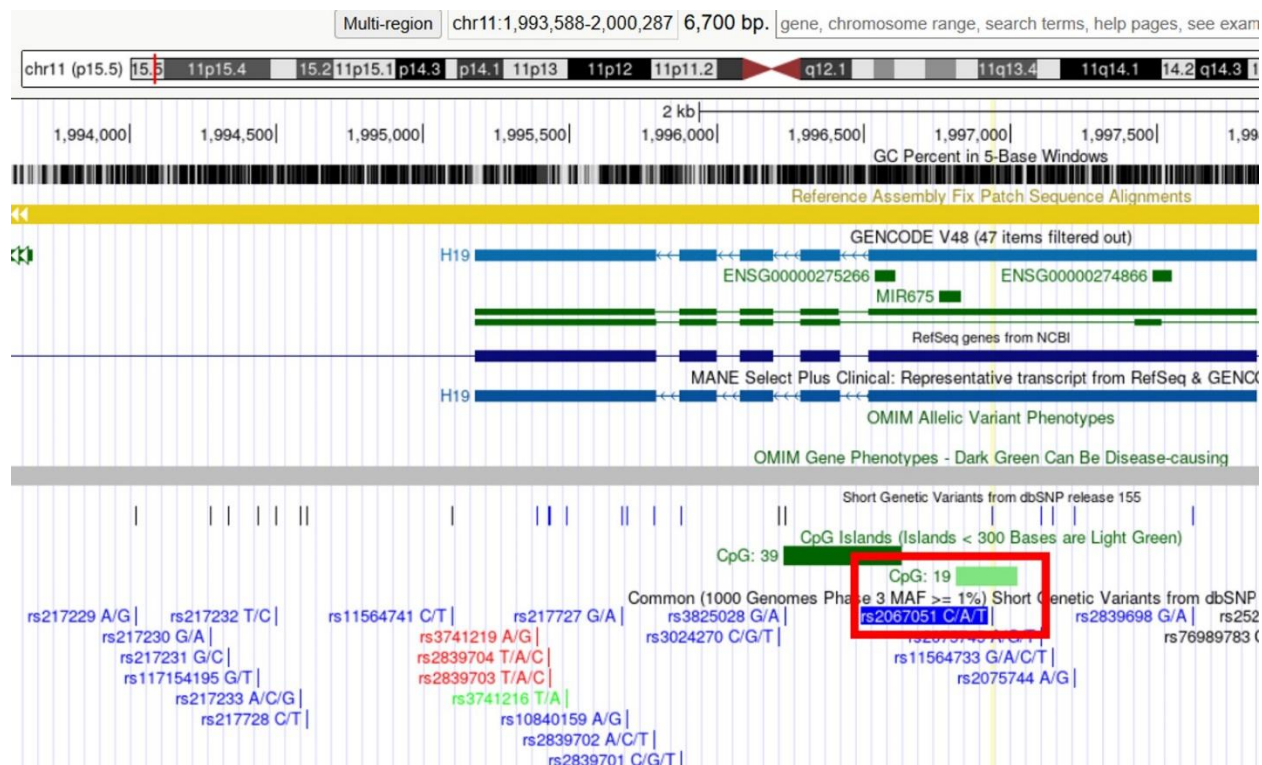 Multi-region chr11:1,993,588-2,000,287 6,700 bp. gene, chromosome range, search terms, help pages, see exam
chr11 (p15.5) 15.5 11p15.4 15.2 11p15.1 p14.3 p14.1 11p13 11p12 11p11.2 q12.1 11q13.4 11q14.1 14.2 q14.3
2 kb
1,994,000 1,994,500 1,995,000 1,995,500 1,996,000 1,996,500 1,997,000 1,997,500 1,99
GC Percent in 5-Base Windows
Reference Assembly Fix Patch Sequence Alignments
GENCODE V48 (47 items filtered out)
H19
ENSG00000275266 ENSG00000274866
MIR675
RefSeq genes from NCBI
MANE Select Plus Clinical: Representative transcript from RefSeq & GENCO
H19
OMIM Allelic Variant Phenotypes
OMIM Gene Phenotypes - Dark Green Can Be Disease-causing
Short Genetic Variants from dbSNP release 155
CpG Islands (Islands < 300 Bases are Light Green)
CpG: 39
CpG: 19
Common (1000 Genomes Phase 3 MAF >= 1%) Short Genetic Variants from dbSNP
rs217229 A/G rs217232 T/C rs11564741 C/T rs217727 G/A rs3825028 G/A rs2067051 C/A/T rs2839698 G/A rs252
rs217230 G/A rs3741219 A/G rs3024270 C/G/T rs76989783
rs217231 G/C rs2839704 T/A/C rs11564733 G/A/C/T
rs117154195 G/T rs2839703 T/A/C rs2075744 A/G
rs217233 A/C/G rs3741216 T/A
rs217728 C/T rs10840159 A/G
rs2839702 A/C/T
rs2839701 C/G/T